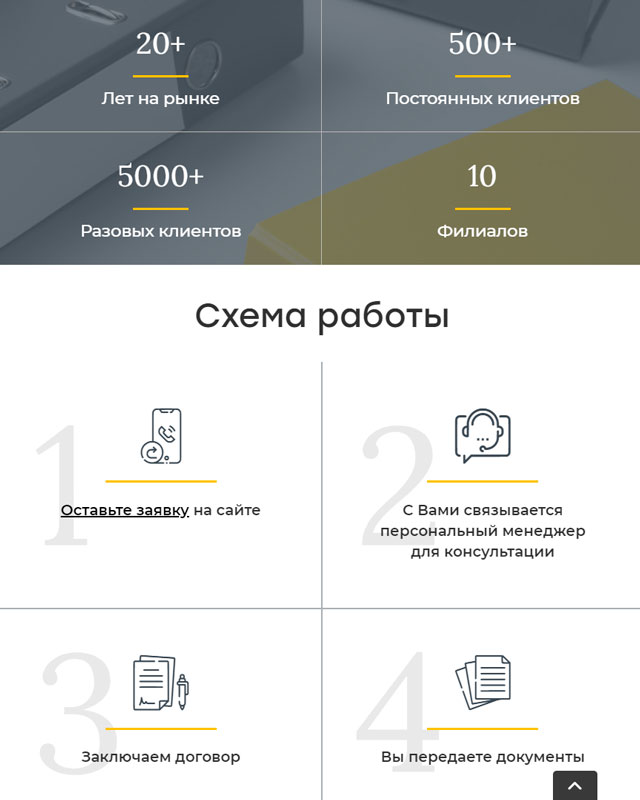 20+
Лет на рынке
500+
Постоянных клиентов
5000+
Разовых клиентов
10
Филиалов
Схема работы
1
Оставьте заявку на сайте
2
С Вами связывается
персональный менеджер
для консультации
3
Заключаем договор
4
Вы передаете документы